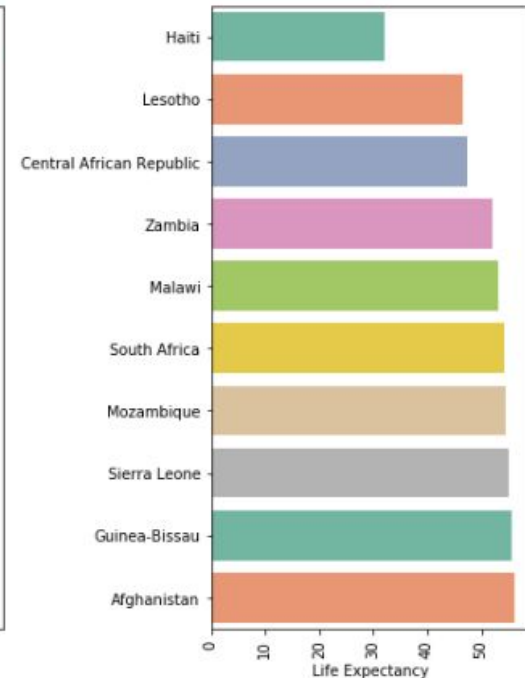 Haiti
Lesotho
Central African Republic
Zambia
Malawi
South Africa
Mozambique
Sierra Leone
Guinea-Bissau
Afghanistan
0 10 20 30 40 50
Life Expectancy